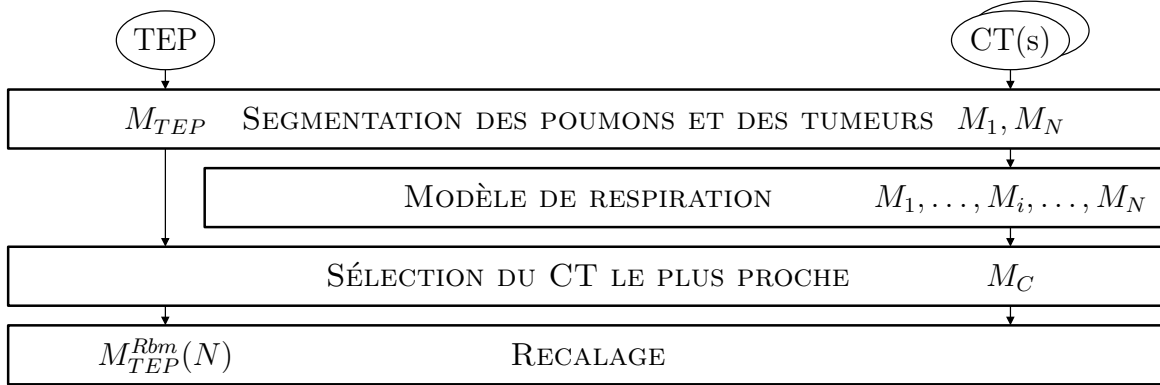 TEP CT(s)
M_{TEP} SEGMENTATION DES POUMONS ET DES TUMEURS M_1, M_N
MODÈLE DE RESPIRATION M_1, ..., M_i, ..., M_N
SÉLECTION DU CT LE PLUS PROCHE M_C
M_{TEP}^{Rbm}(N) RECALAGE